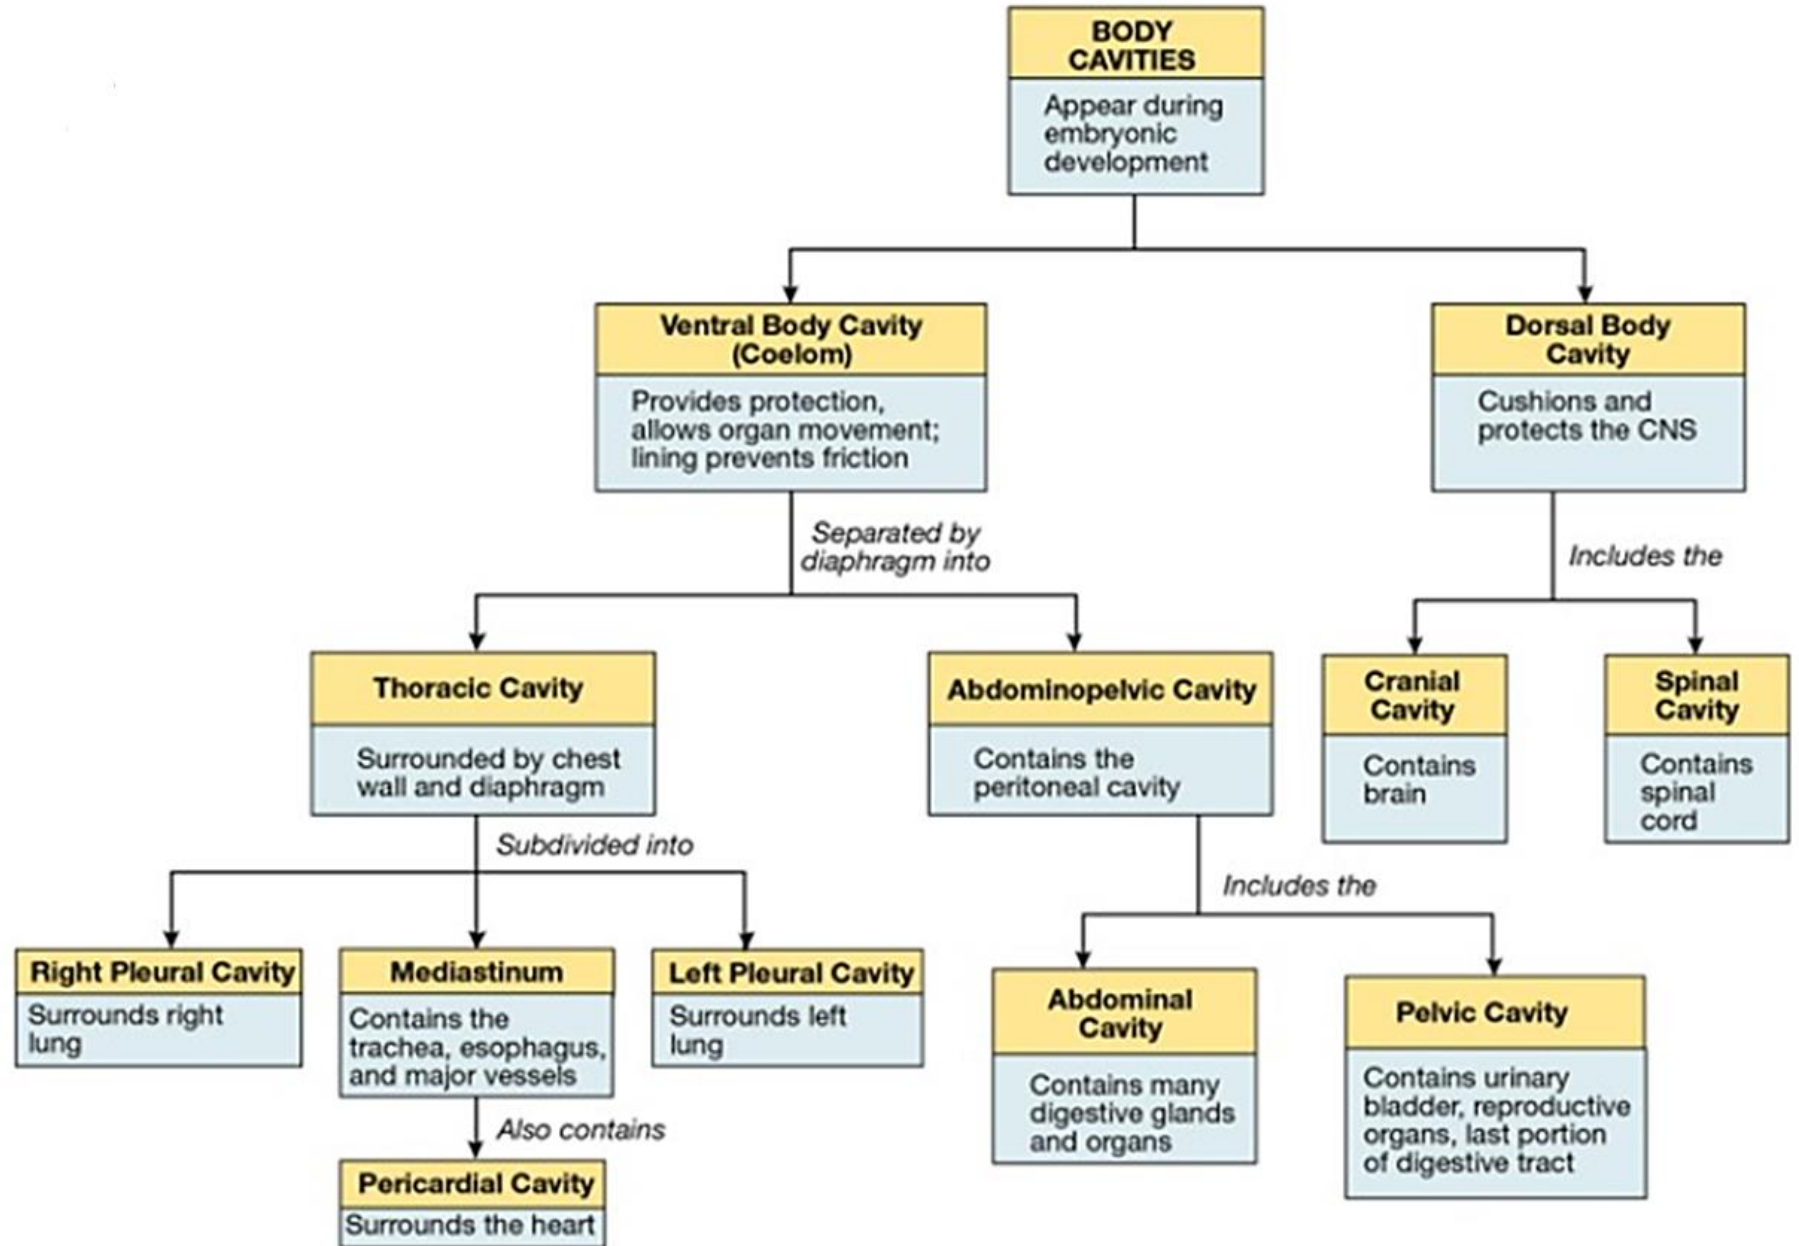 BODY
CAVITIES
Appear during
embryonic
development
Ventral Body Cavity
(Coelom)
Provides protection,
allows organ movement;
lining prevents friction
Dorsal Body
Cavity
Cushions and
protects the CNS
Separated by
diaphragm into
Includes the
Thoracic Cavity
Surrounded by chest
wall and diaphragm
Abdominopelvic Cavity
Contains the
peritoneal cavity
Cranial
Cavity
Contains
brain
Spinal
Cavity
Contains
spinal
cord
Subdivided into
Includes the
Right Pleural Cavity
Surrounds right
lung
Mediastinum
Contains the
trachea, esophagus,
and major vessels
Left Pleural Cavity
Surrounds left
lung
Abdominal
Cavity
Contains many
digestive glands
and organs
Pelvic Cavity
Contains urinary
bladder, reproductive
organs, last portion
of digestive tract
Also contains
Pericardial Cavity
Surrounds the heart